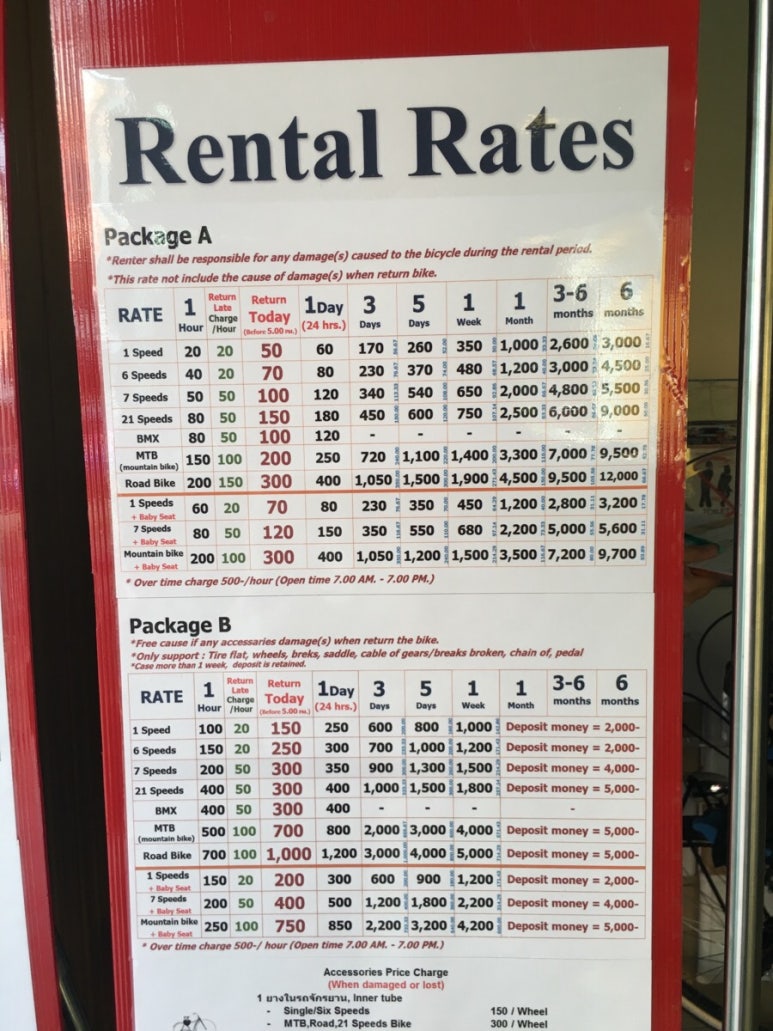 Rental Rates
Package A
*Renter shall be responsible for any damage(s) caused to the bicycle during the rental period.
*This rate not include the cause of damage(s) when return bike.
RATE 1 Hour Return Late Charge /Hour Return Today (Before 5.00 PM.) 1Day (24 hrs.) 3 Days 5 Days 1 Week 1 Month 3-6 months 6 months
1 Speed 20 20 50 60 170 260 350 1,000 2,600 3,000
6 Speeds 40 20 70 80 230 370 480 1,200 3,000 4,500
7 Speeds 50 50 100 120 340 540 650 2,000 4,800 5,500
21 Speeds 80 50 150 180 450 600 750 2,500 6,000 9,000
BMX 80 50 100 120 - - - - - -
MTB (mountain bike) 150 100 200 250 720 1,100 1,400 3,300 7,000 9,500
Road Bike 200 150 300 400 1,050 1,500 1,900 4,500 9,500 12,000
1 Speeds + Baby Seat 60 20 70 80 230 350 450 1,200 2,800 3,200
7 Speeds + Baby Seat 80 50 120 150 350 550 680 2,200 5,000 5,600
Mountain bike + Baby Seat 200 100 300 400 1,050 1,200 1,500 3,500 7,200 9,700
* Over time charge 500-/hour (Open time 7.00 AM. - 7.00 PM.)
Package B
*Free cause if any accessaries damage(s) when return the bike.
*Only support : Tire flat, wheels, breks, saddle, cable of gears/breaks broken, chain of, pedal
*Case more than 1 week, deposit is retained.
RATE 1 Hour Return Late Charge /Hour Return Today (Before 5.00 PM.) 1Day (24 hrs.) 3 Days 5 Days 1 Week 1 Month 3-6 months 6 months
1 Speed 100 20 150 250 600 800 1,000 Deposit money = 2,000-
6 Speeds 150 20 250 300 700 1,000 1,200 Deposit money = 2,000-
7 Speeds 200 50 300 350 900 1,300 1,500 Deposit money = 4,000-
21 Speeds 400 50 300 400 1,000 1,500 1,800 Deposit money = 5,000-
BMX 400 50 300 400 - - - -
MTB (mountain bike) 500 100 700 800 2,000 3,000 4,000 Deposit money = 5,000-
Road Bike 700 100 1,000 1,200 3,000 4,000 5,000 Deposit money = 5,000-
1 Speeds + Baby Seat 150 20 200 300 600 900 1,200 Deposit money = 2,000-
7 Speeds + Baby Seat 200 50 400 500 1,200 1,800 2,200 Deposit money = 4,000-
Mountain bike + Baby Seat 250 100 750 850 2,200 3,200 4,200 Deposit money = 5,000-
* Over time charge 500-/ hour (Open time 7.00 AM. - 7.00 PM.)
Accessories Price Charge
(When damaged or lost)
1 ยางในรถจักรยาน, Inner tube
- Single/Six Speeds 150 / Wheel
- MTB,Road,21 Speeds Bike 300 / Wheel